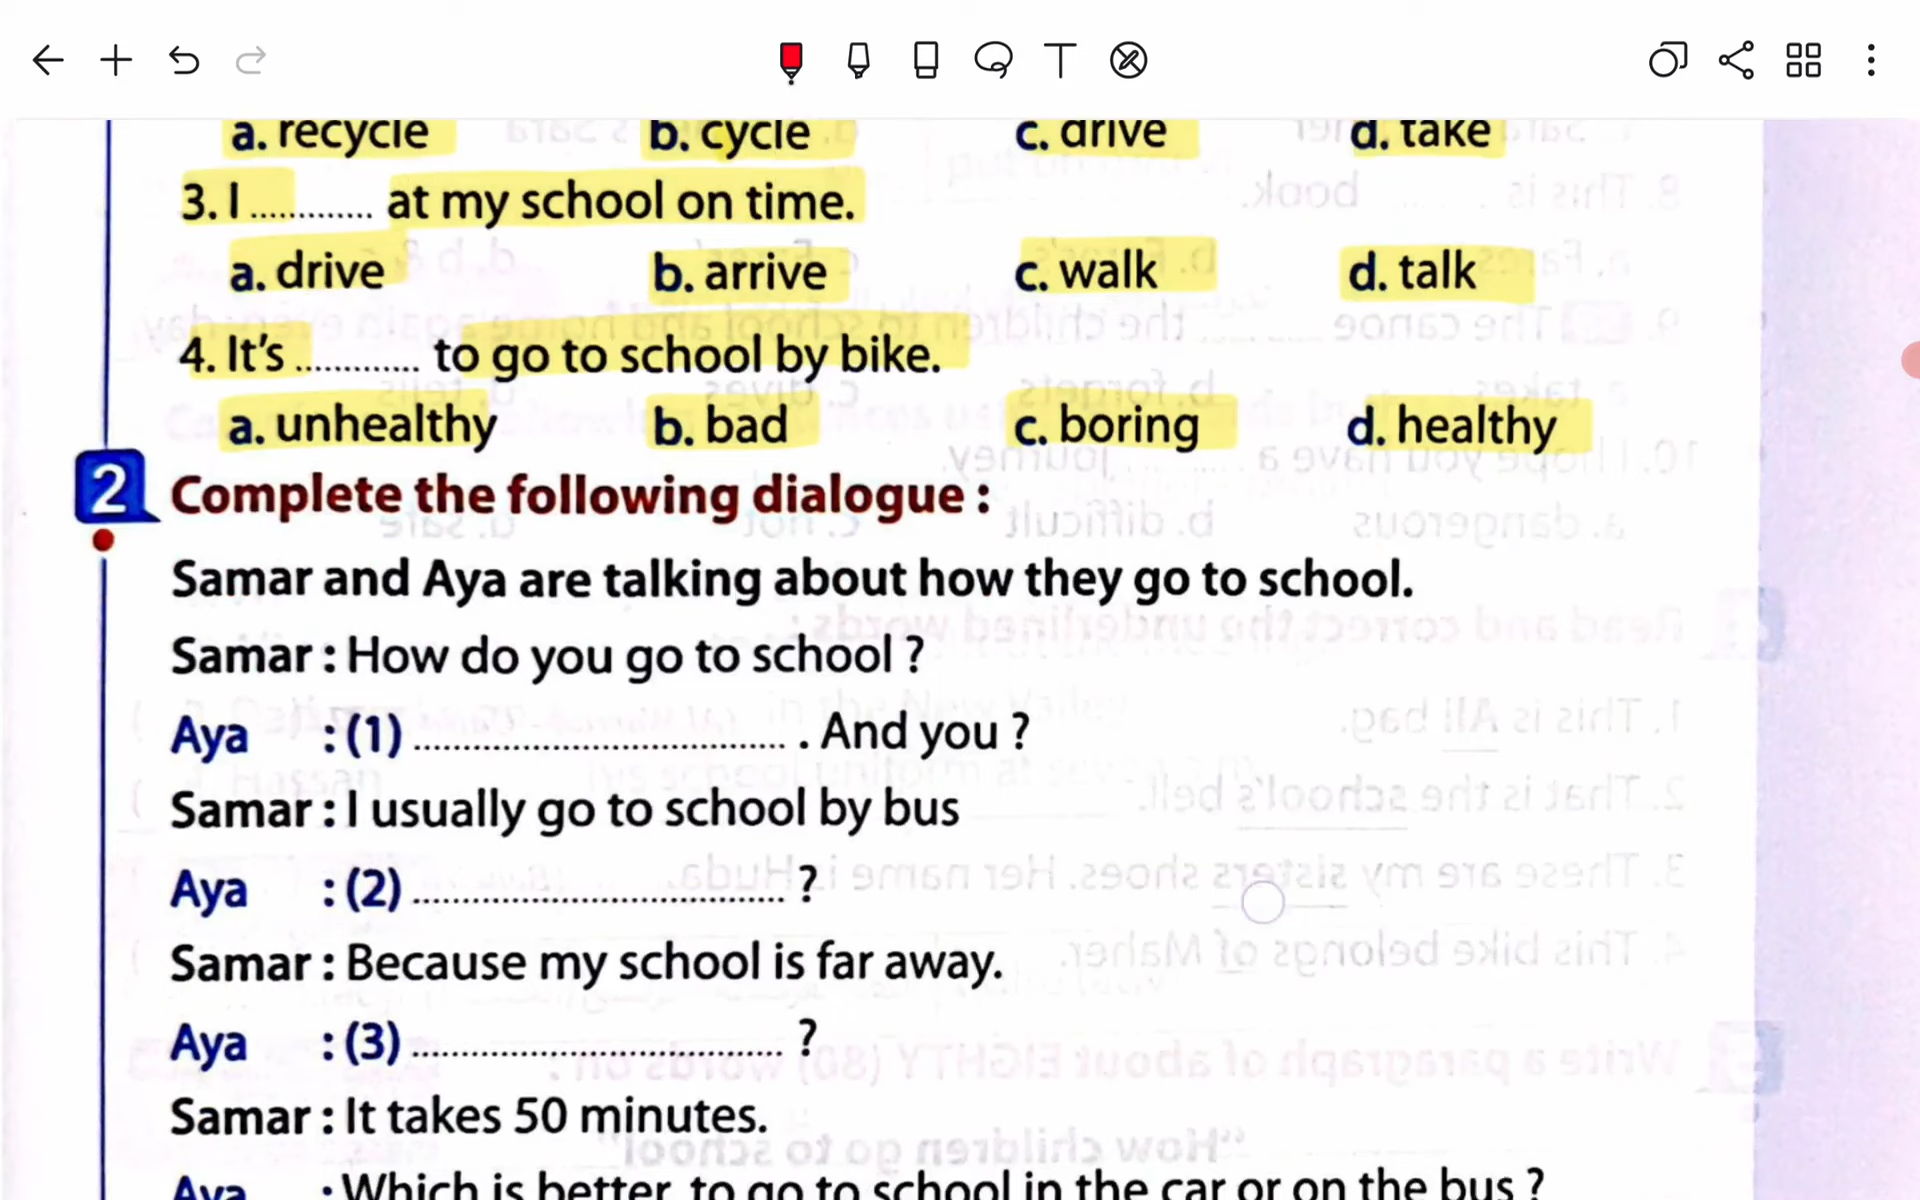 a. recycle b. cycle c. drive d. take
3. I ............. at my school on time.
a. drive b. arrive c. walk d. talk
4. It's ............. to go to school by bike.
a. unhealthy b. bad c. boring d. healthy
2 Complete the following dialogue :
Samar and Aya are talking about how they go to school.
Samar : How do you go to school ?
Aya : (1) ...................................... . And you ?
Samar : I usually go to school by bus
Aya : (2) ...................................... ?
Samar : Because my school is far away.
Aya : (3) ...................................... ?
Samar : It takes 50 minutes.
Aya : Which is better, to go to school in the car or on the bus ?